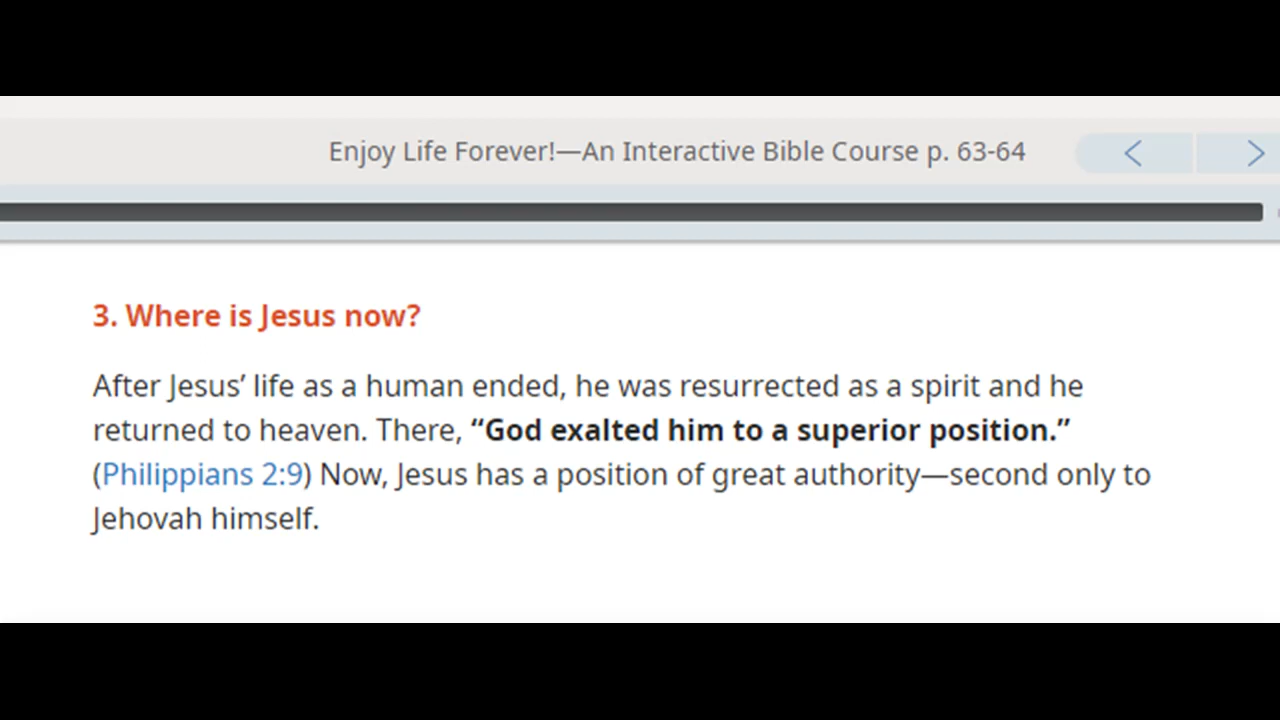 Enjoy Life Forever!—An Interactive Bible Course p. 63-64
3. Where is Jesus now?
After Jesus’ life as a human ended, he was resurrected as a spirit and he
returned to heaven. There, “God exalted him to a superior position.”
(Philippians 2:9) Now, Jesus has a position of great authority—second only to
Jehovah himself.